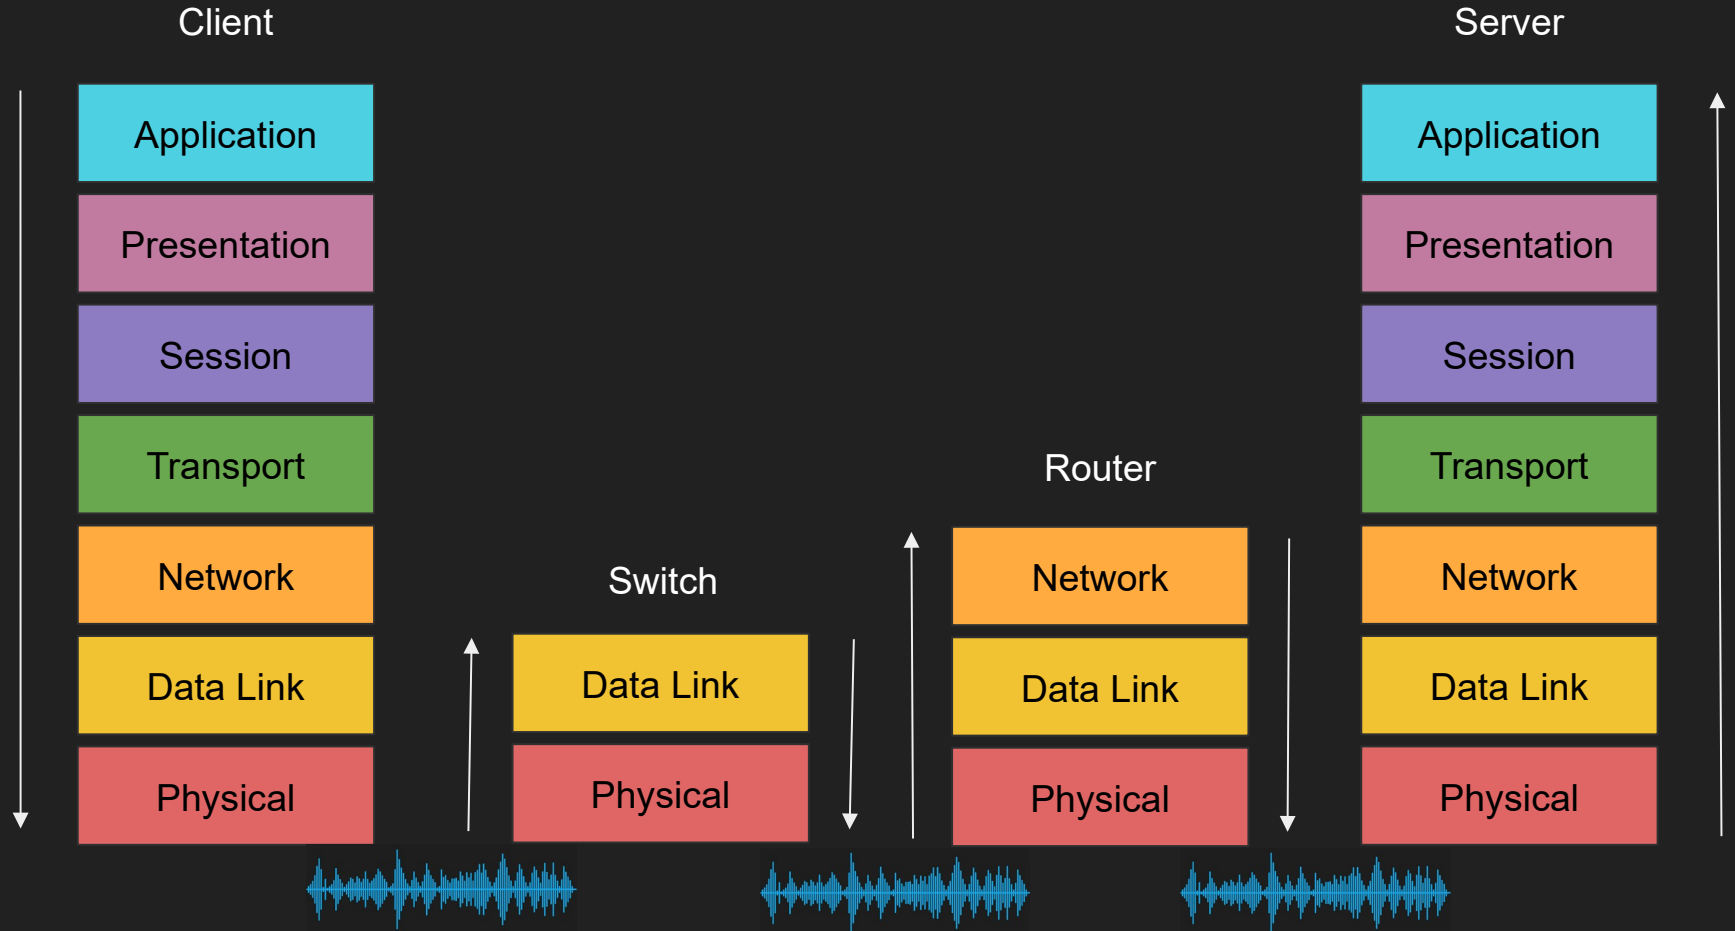 Client
Application
Presentation
Session
Transport
Network
Data Link
Physical
Switch
Data Link
Physical
Router
Network
Data Link
Physical
Server
Application
Presentation
Session
Transport
Network
Data Link
Physical